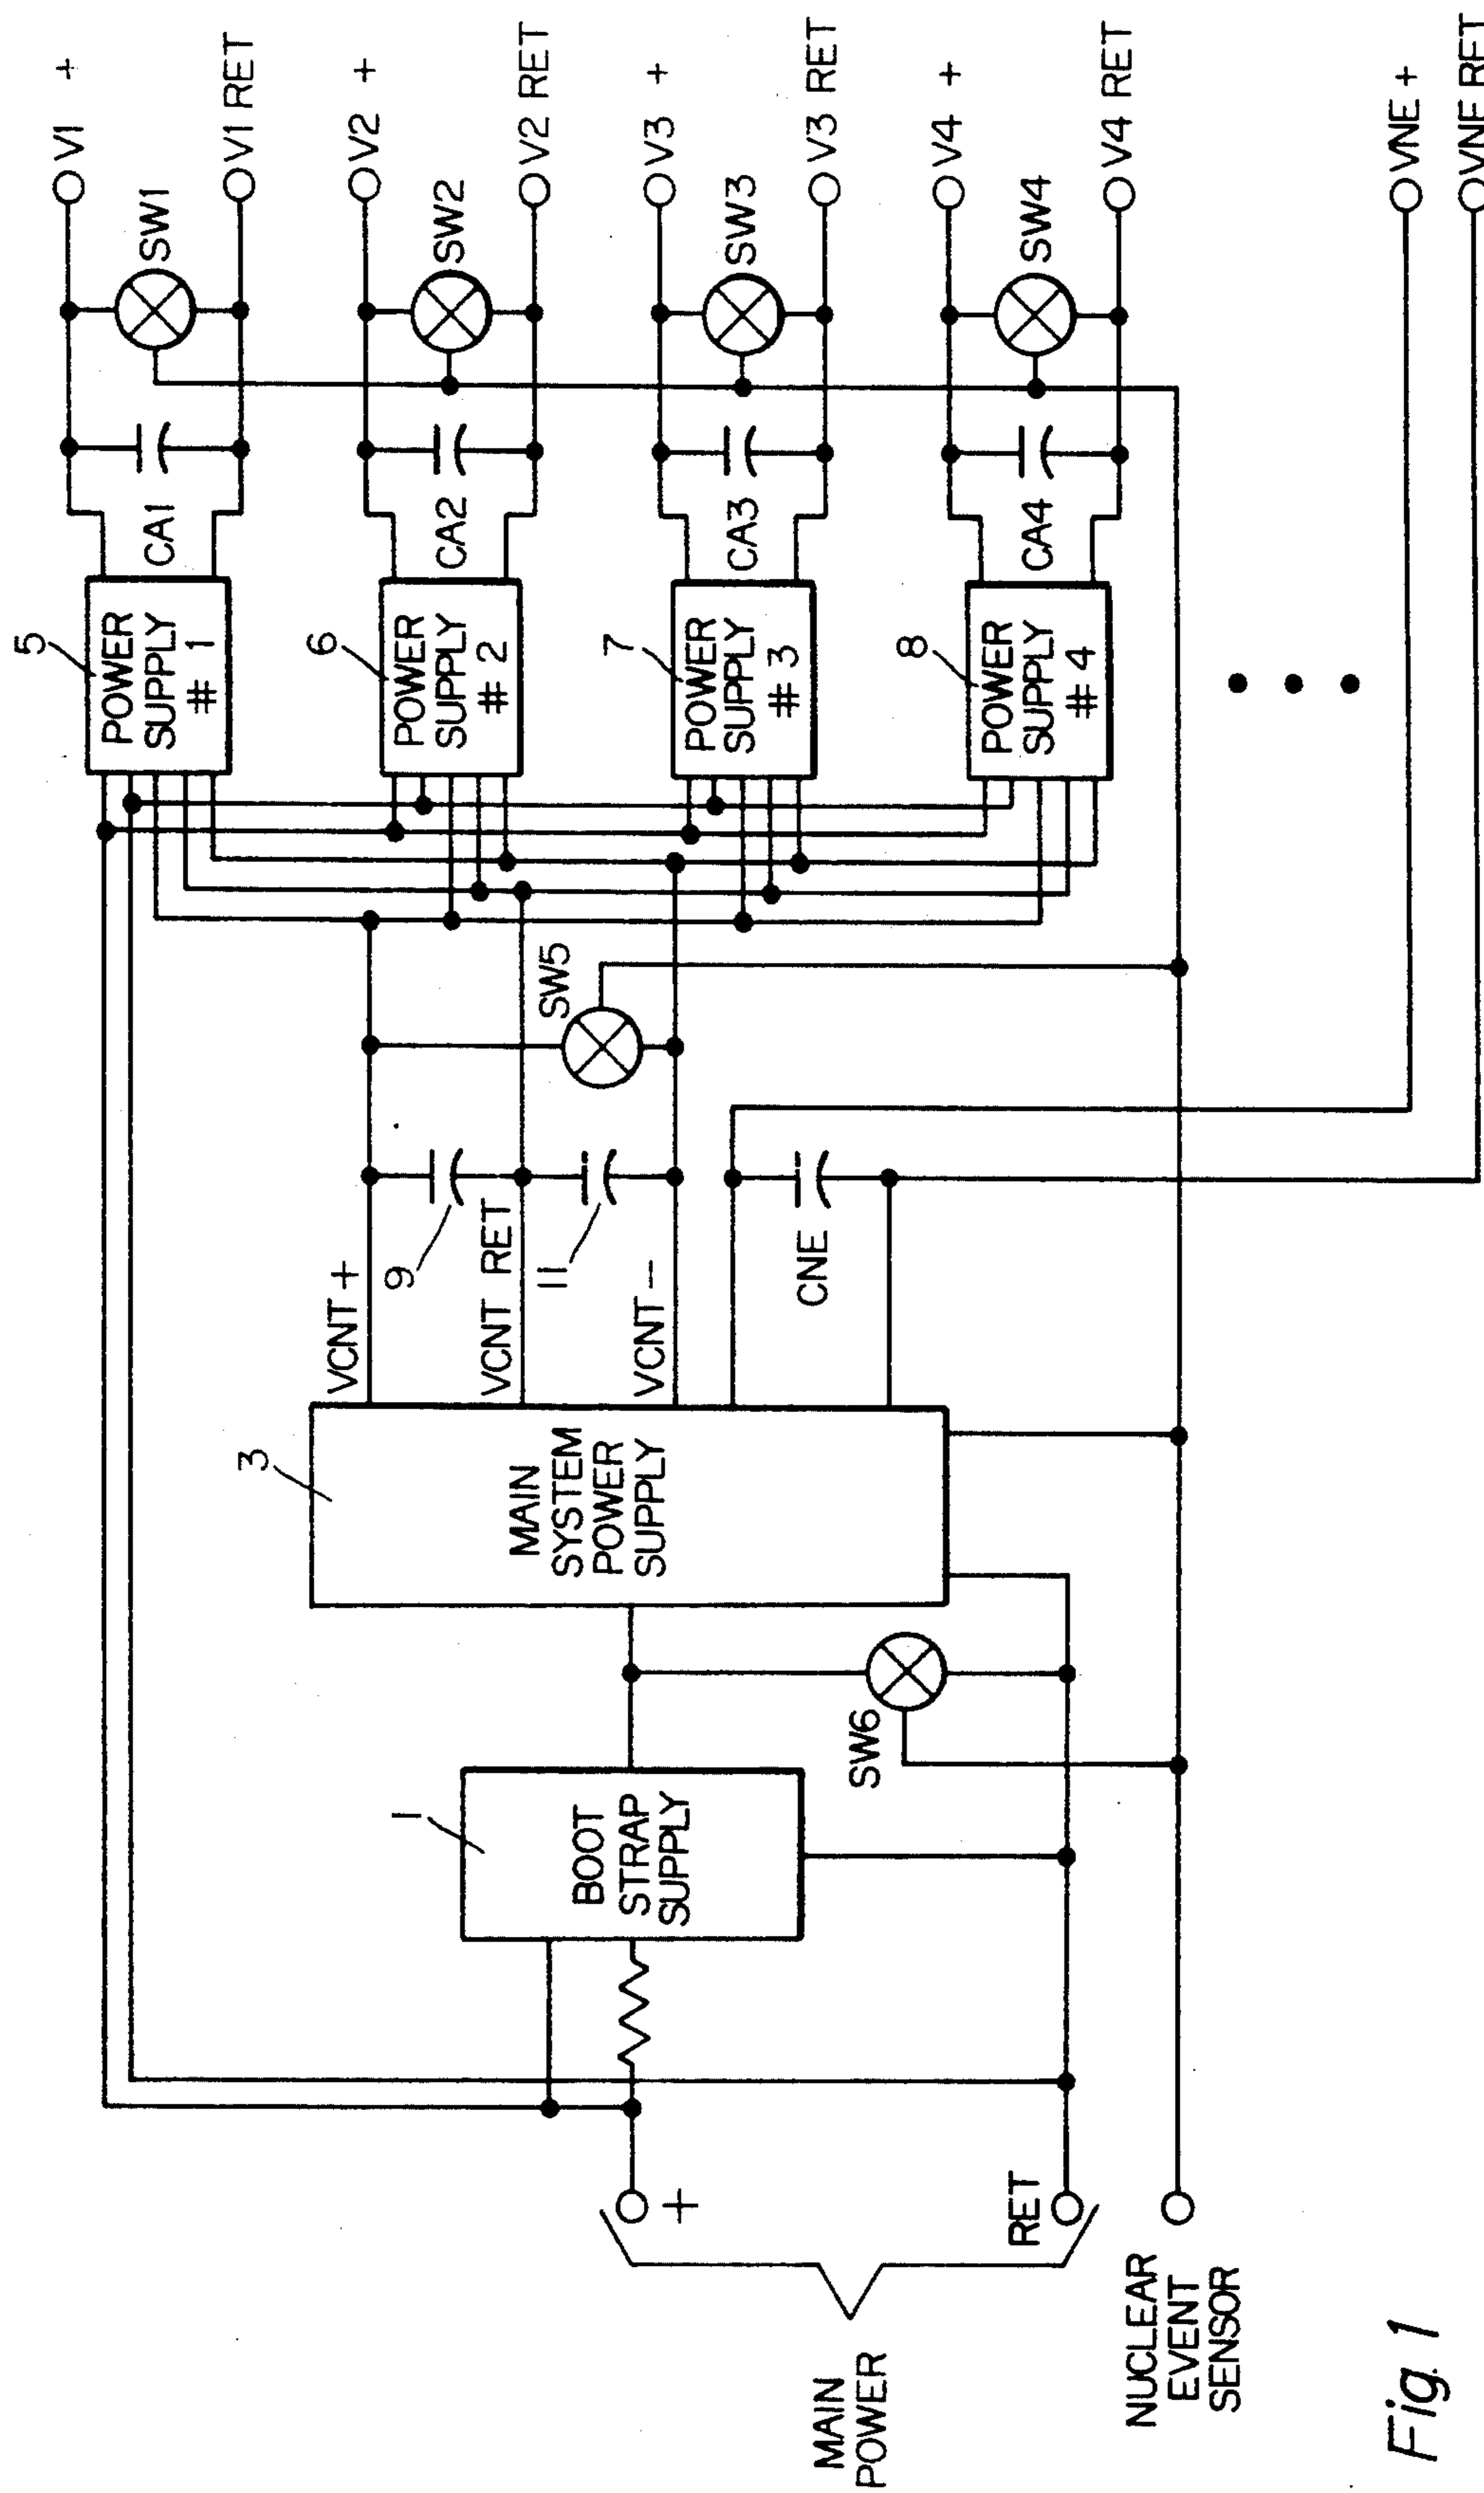 V1 +
SW1
CA1
V1 RET
5
POWER
SUPPLY
# 1
V2 +
SW2
CA2
V2 RET
6
POWER
SUPPLY
# 2
V3 +
SW3
CA3
V3 RET
7
POWER
SUPPLY
# 3
V4 +
SW4
CA4
V4 RET
8
POWER
SUPPLY
# 4
VNE +
VNE RET
SW5
VCNT +
9
VCNT RET
11
VCNT -
CNE
3
MAIN
SYSTEM
POWER
SUPPLY
SW6
1
BOOT
STRAP
SUPPLY
+
RET
MAIN
POWER
NUCLEAR
EVENT
SENSOR
Fig. 1